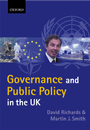 OXFORD
Governance and
Public Policy
in the UK
David Richards &
Martin J. Smith